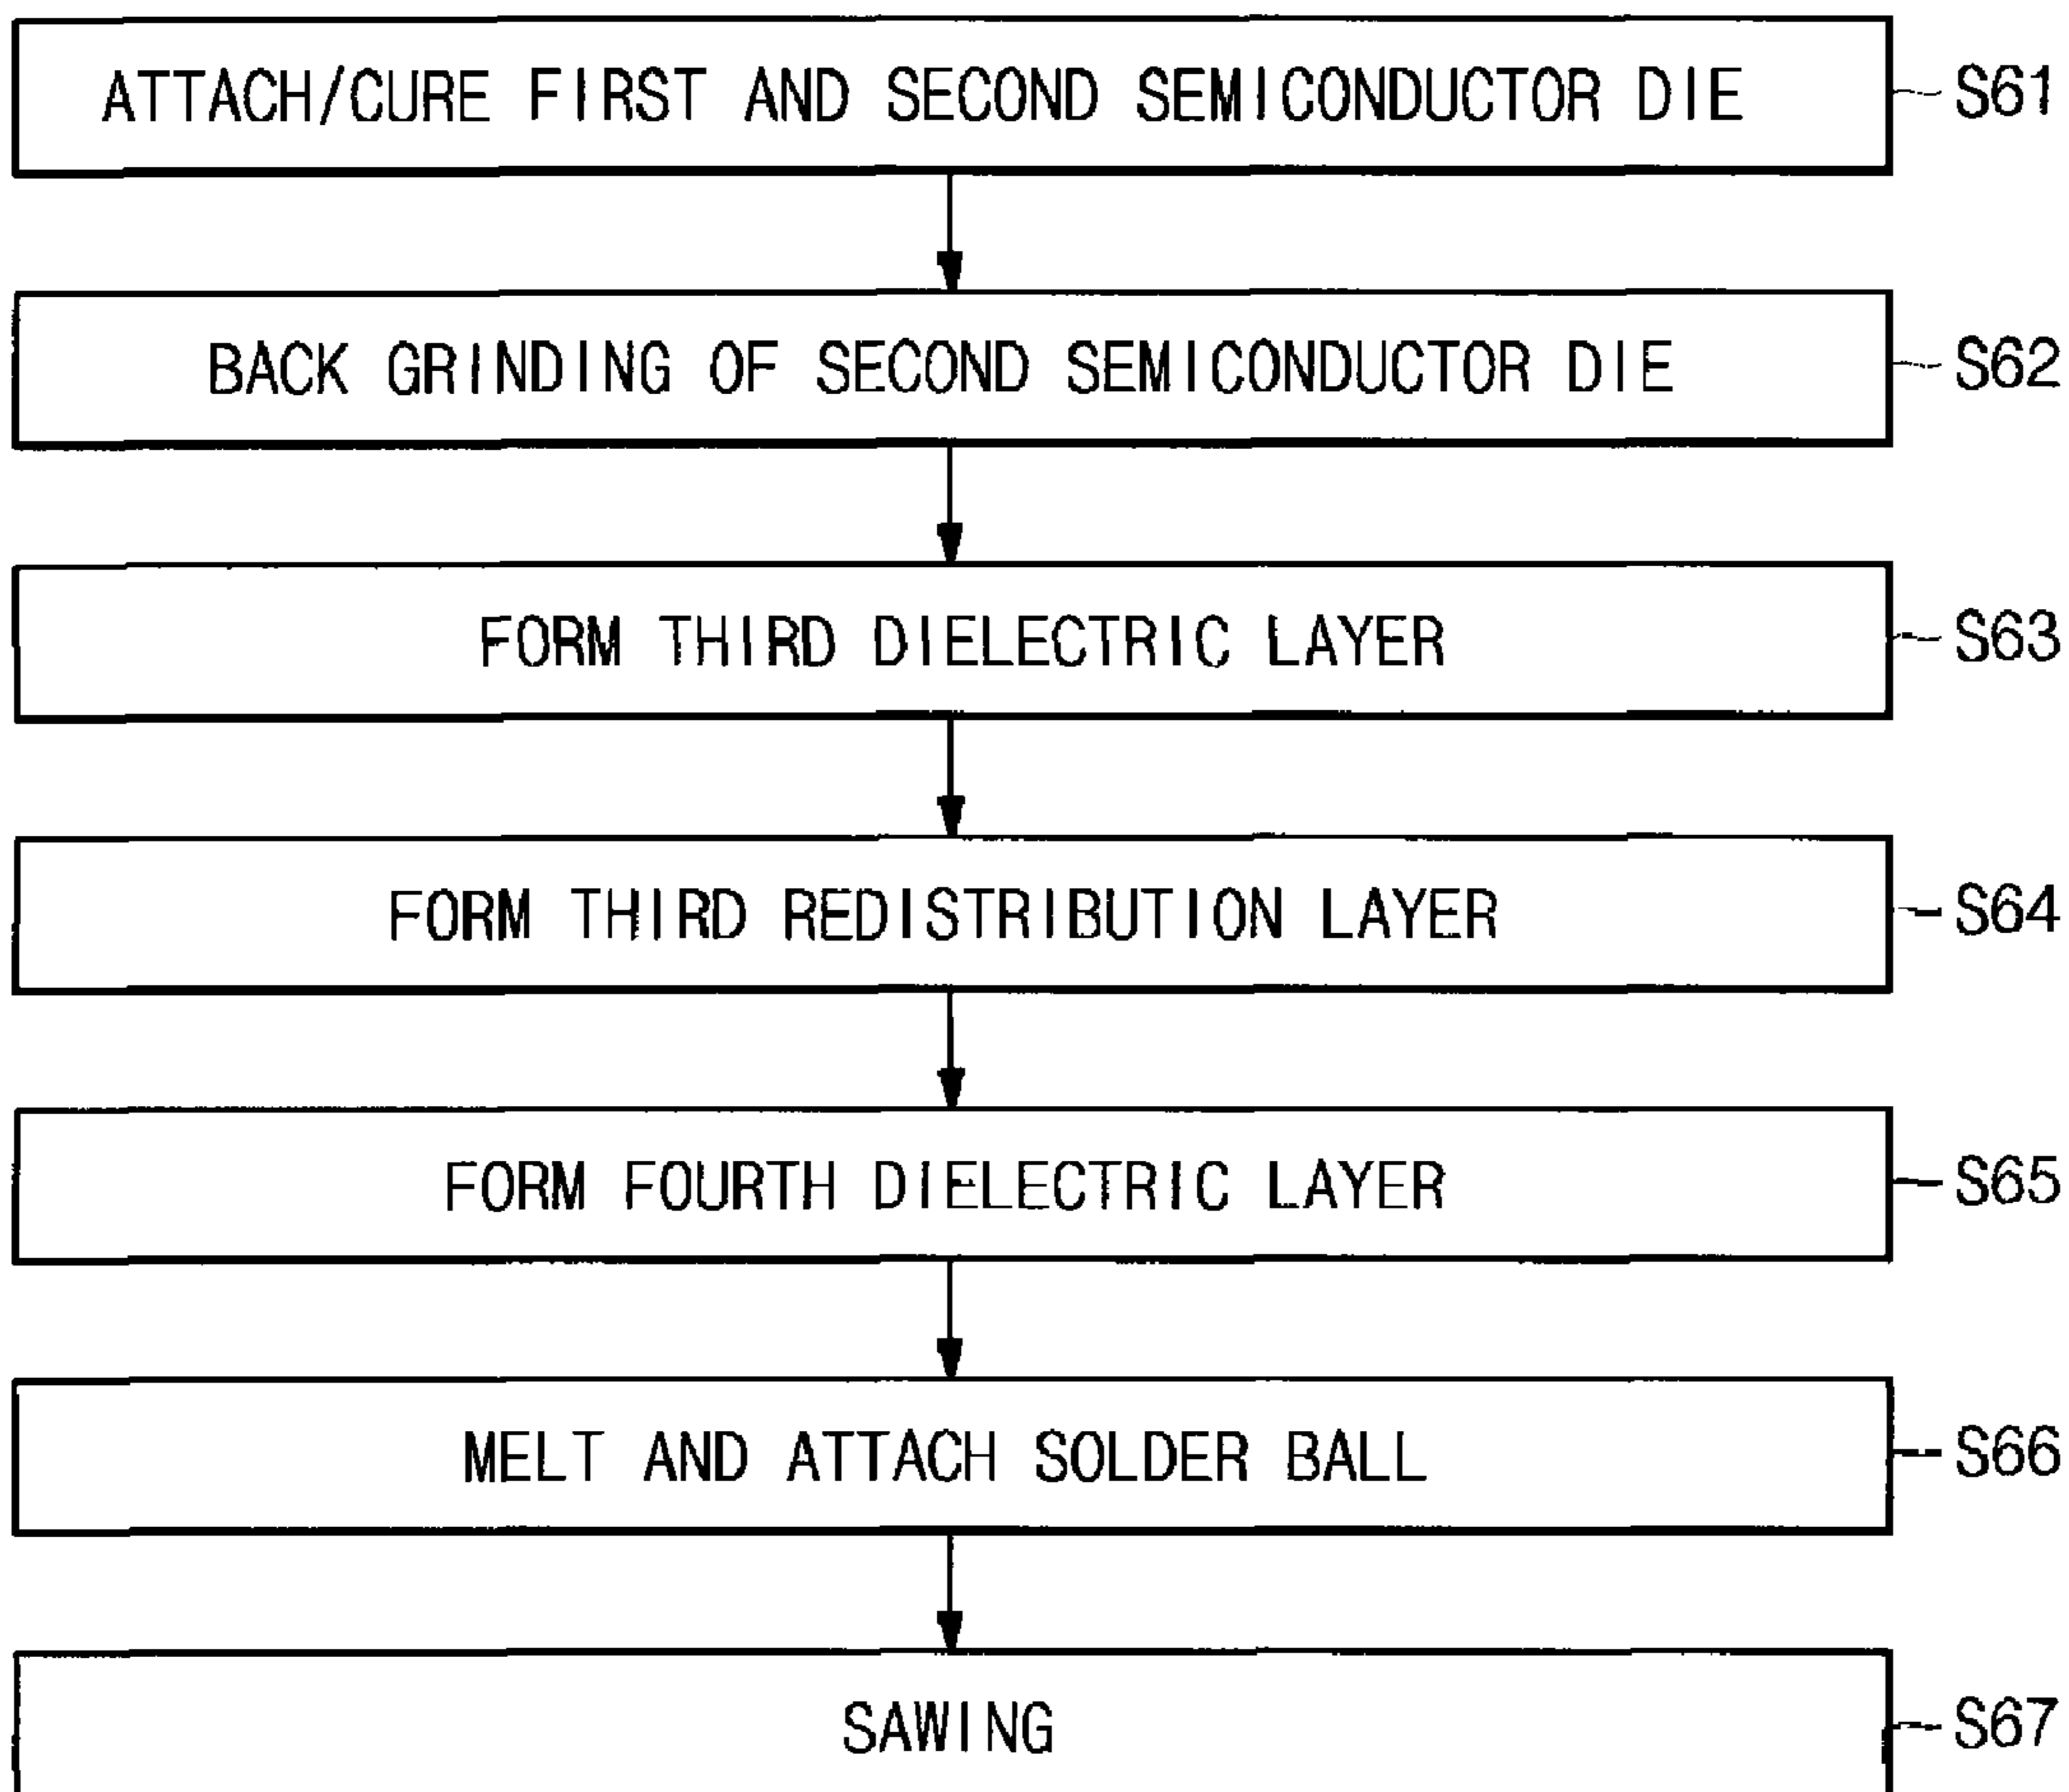 ATTACH/CURE FIRST AND SECOND SEMICONDUCTOR DIE S61
BACK GRINDING OF SECOND SEMICONDUCTOR DIE S62
FORM THIRD DIELECTRIC LAYER S63
FORM THIRD REDISTRIBUTION LAYER S64
FORM FOURTH DIELECTRIC LAYER S65
MELT AND ATTACH SOLDER BALL S66
SAWING S67